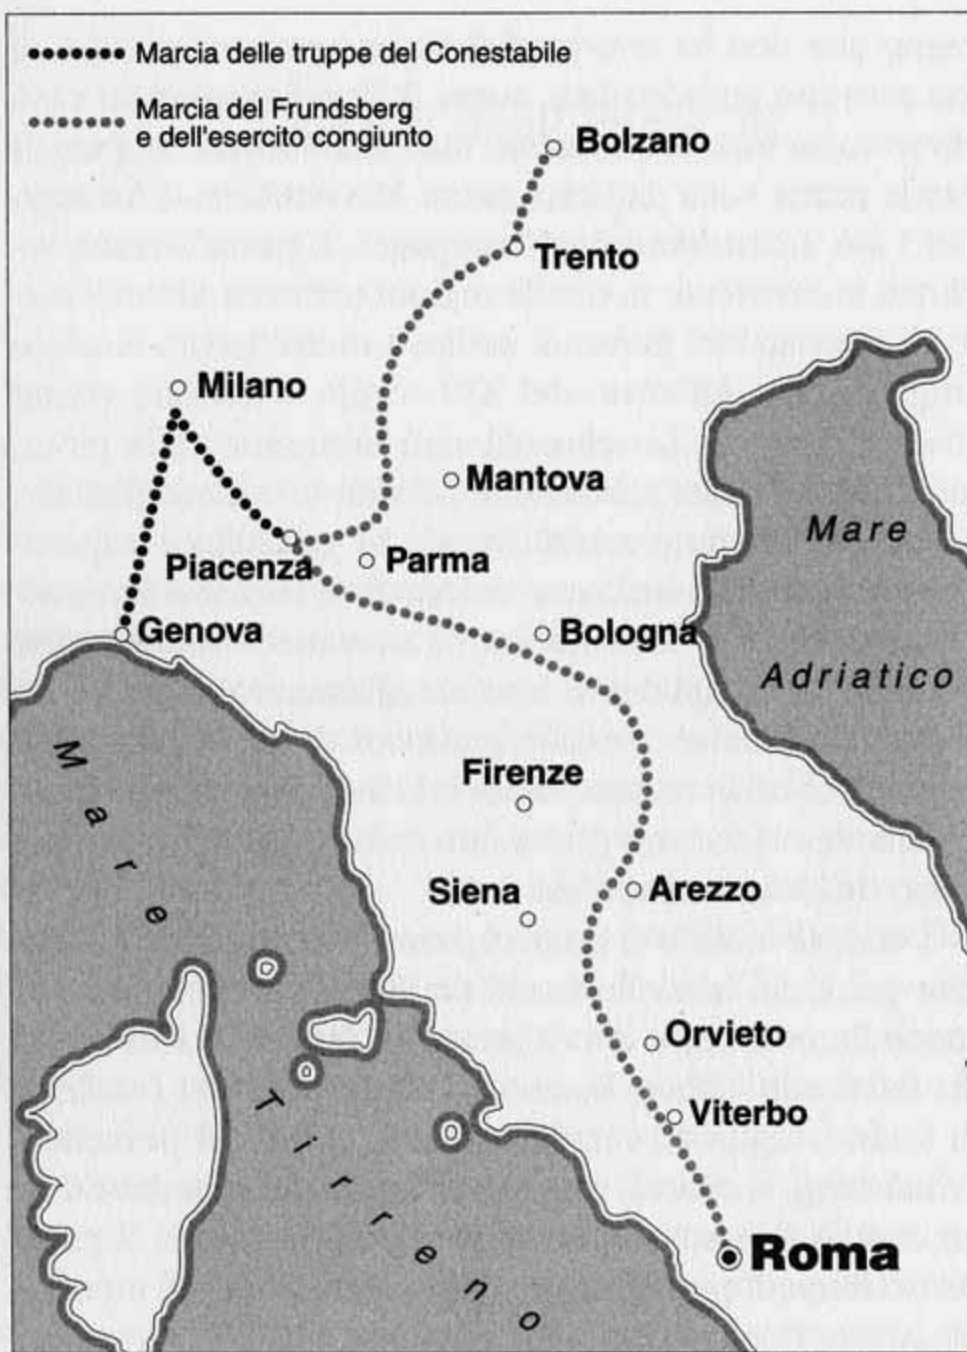 Marcia delle truppe del Conestabile
Marcia del Frundsberg
e dell'esercito congiunto
Bolzano
Trento
Milano
Mantova
Piacenza
Parma
Genova
Bologna
Mare
Adriatico
Mare
Tirreno
Firenze
Siena
Arezzo
Orvieto
Viterbo
Roma